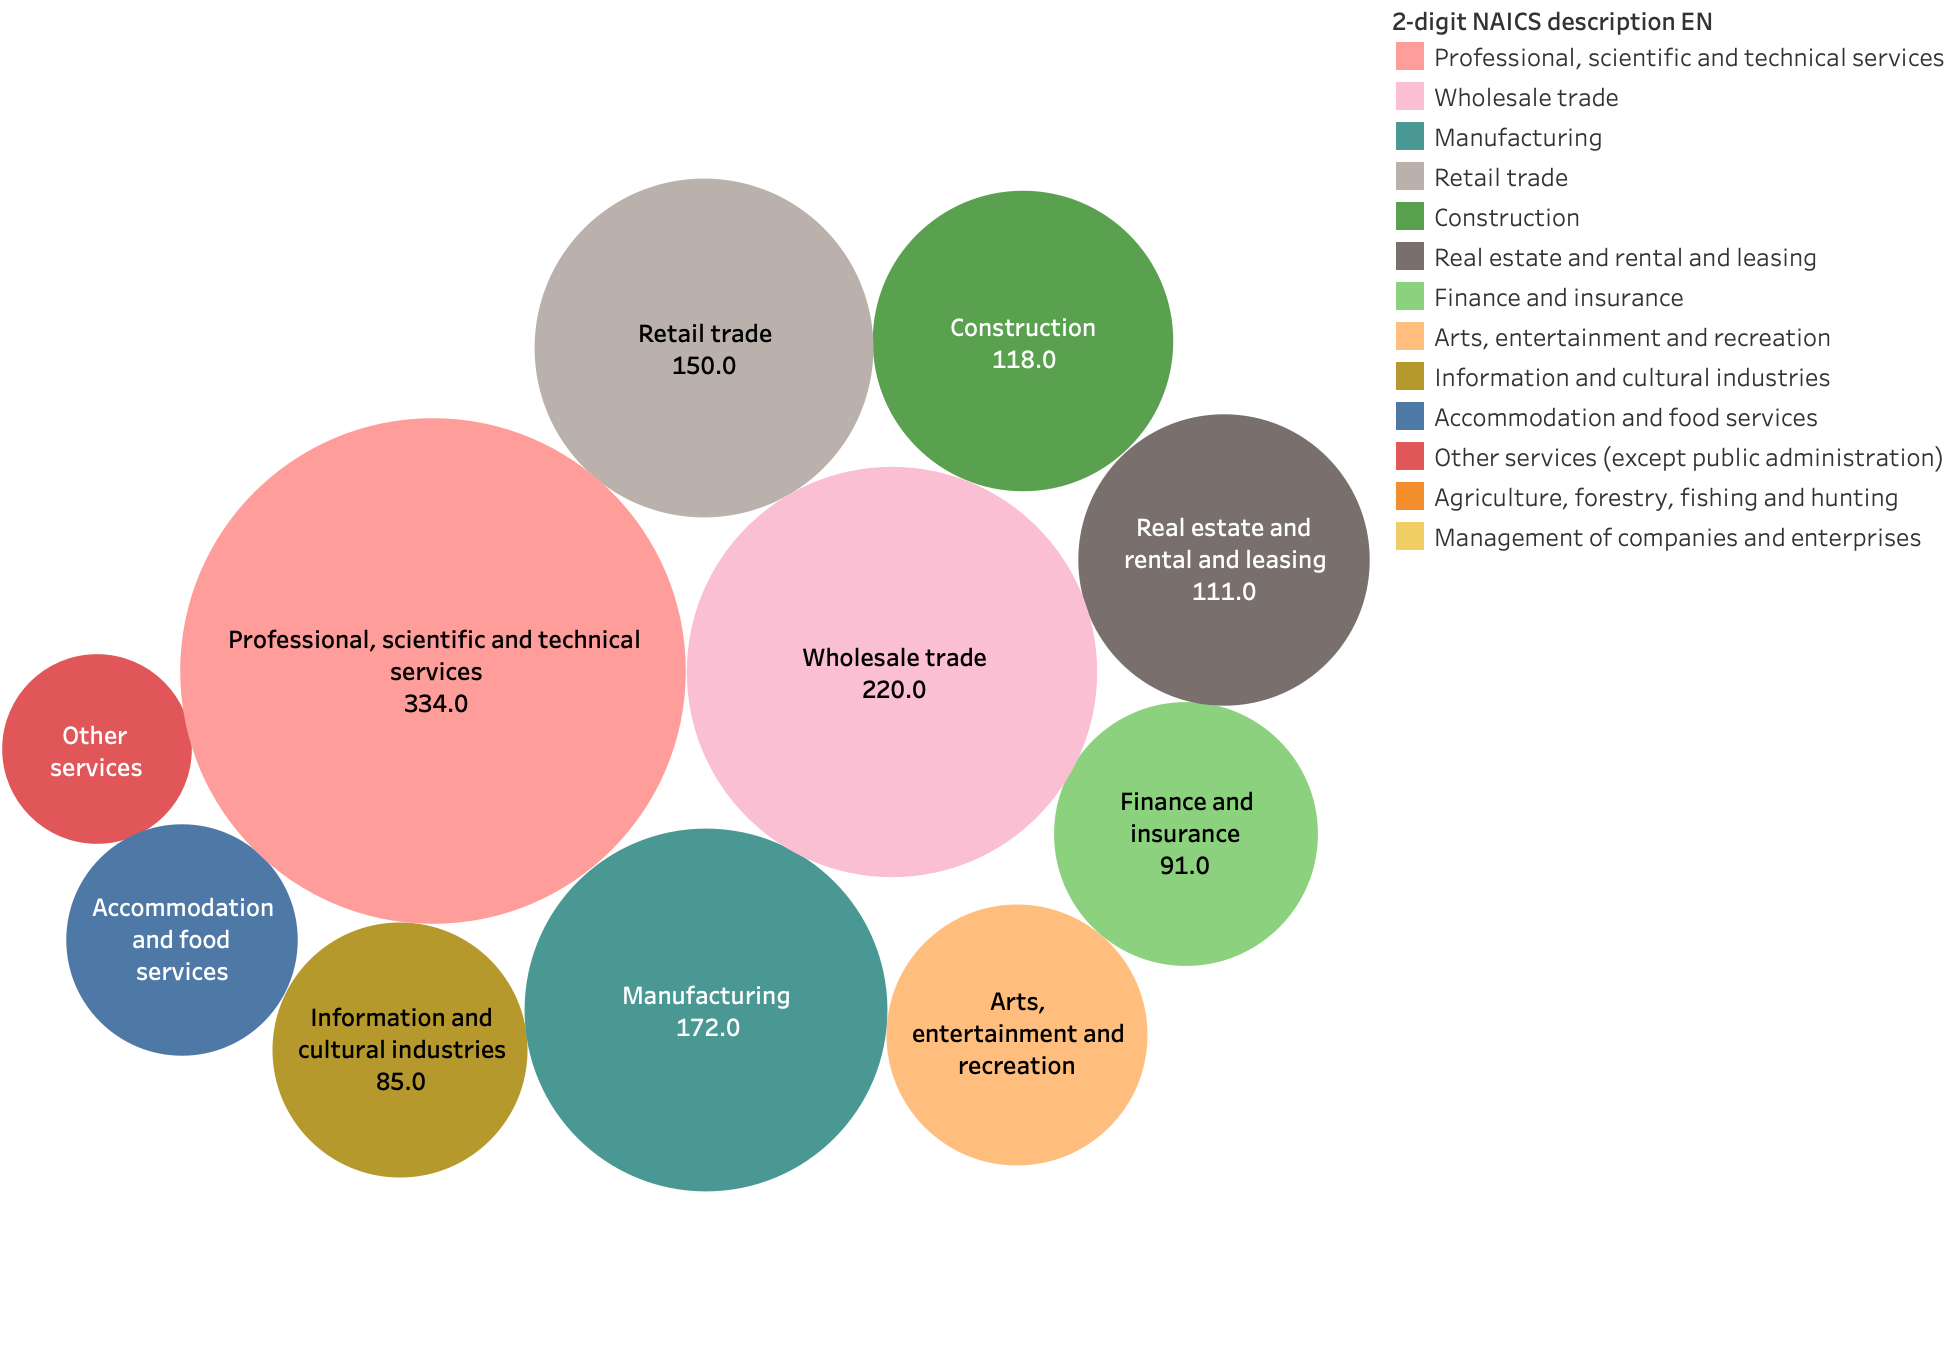 2-digit NAICS description EN
Professional, scientific and technical services
Wholesale trade
Manufacturing
Retail trade
Construction
Real estate and rental and leasing
Finance and insurance
Arts, entertainment and recreation
Information and cultural industries
Accommodation and food services
Other services (except public administration)
Agriculture, forestry, fishing and hunting
Management of companies and enterprises
Retail trade
150.0
Construction
118.0
Real estate and
rental and leasing
111.0
Professional, scientific and technical
services
334.0
Wholesale trade
220.0
Other
services
Finance and
insurance
91.0
Accommodation
and food
services
Information and
cultural industries
85.0
Manufacturing
172.0
Arts,
entertainment and
recreation